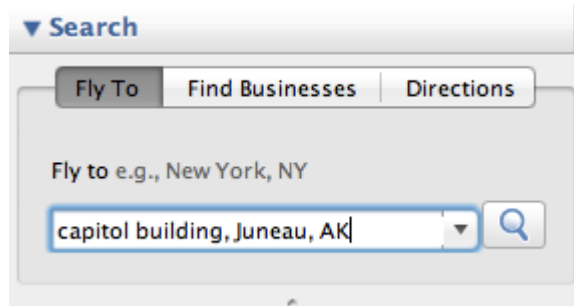 Search
Fly To Find Businesses Directions
Fly to e.g., New York, NY
capitol building, Juneau, AK